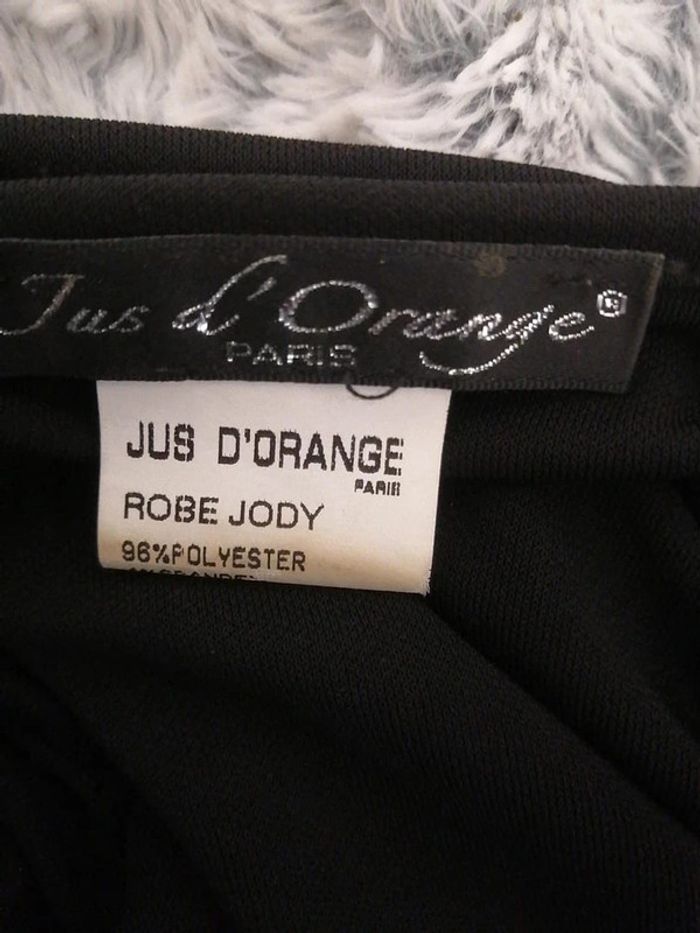 Jus d'Orange®
PARIS
JUS D'ORANGE
PARIS
ROBE JODY
96%POLYESTER